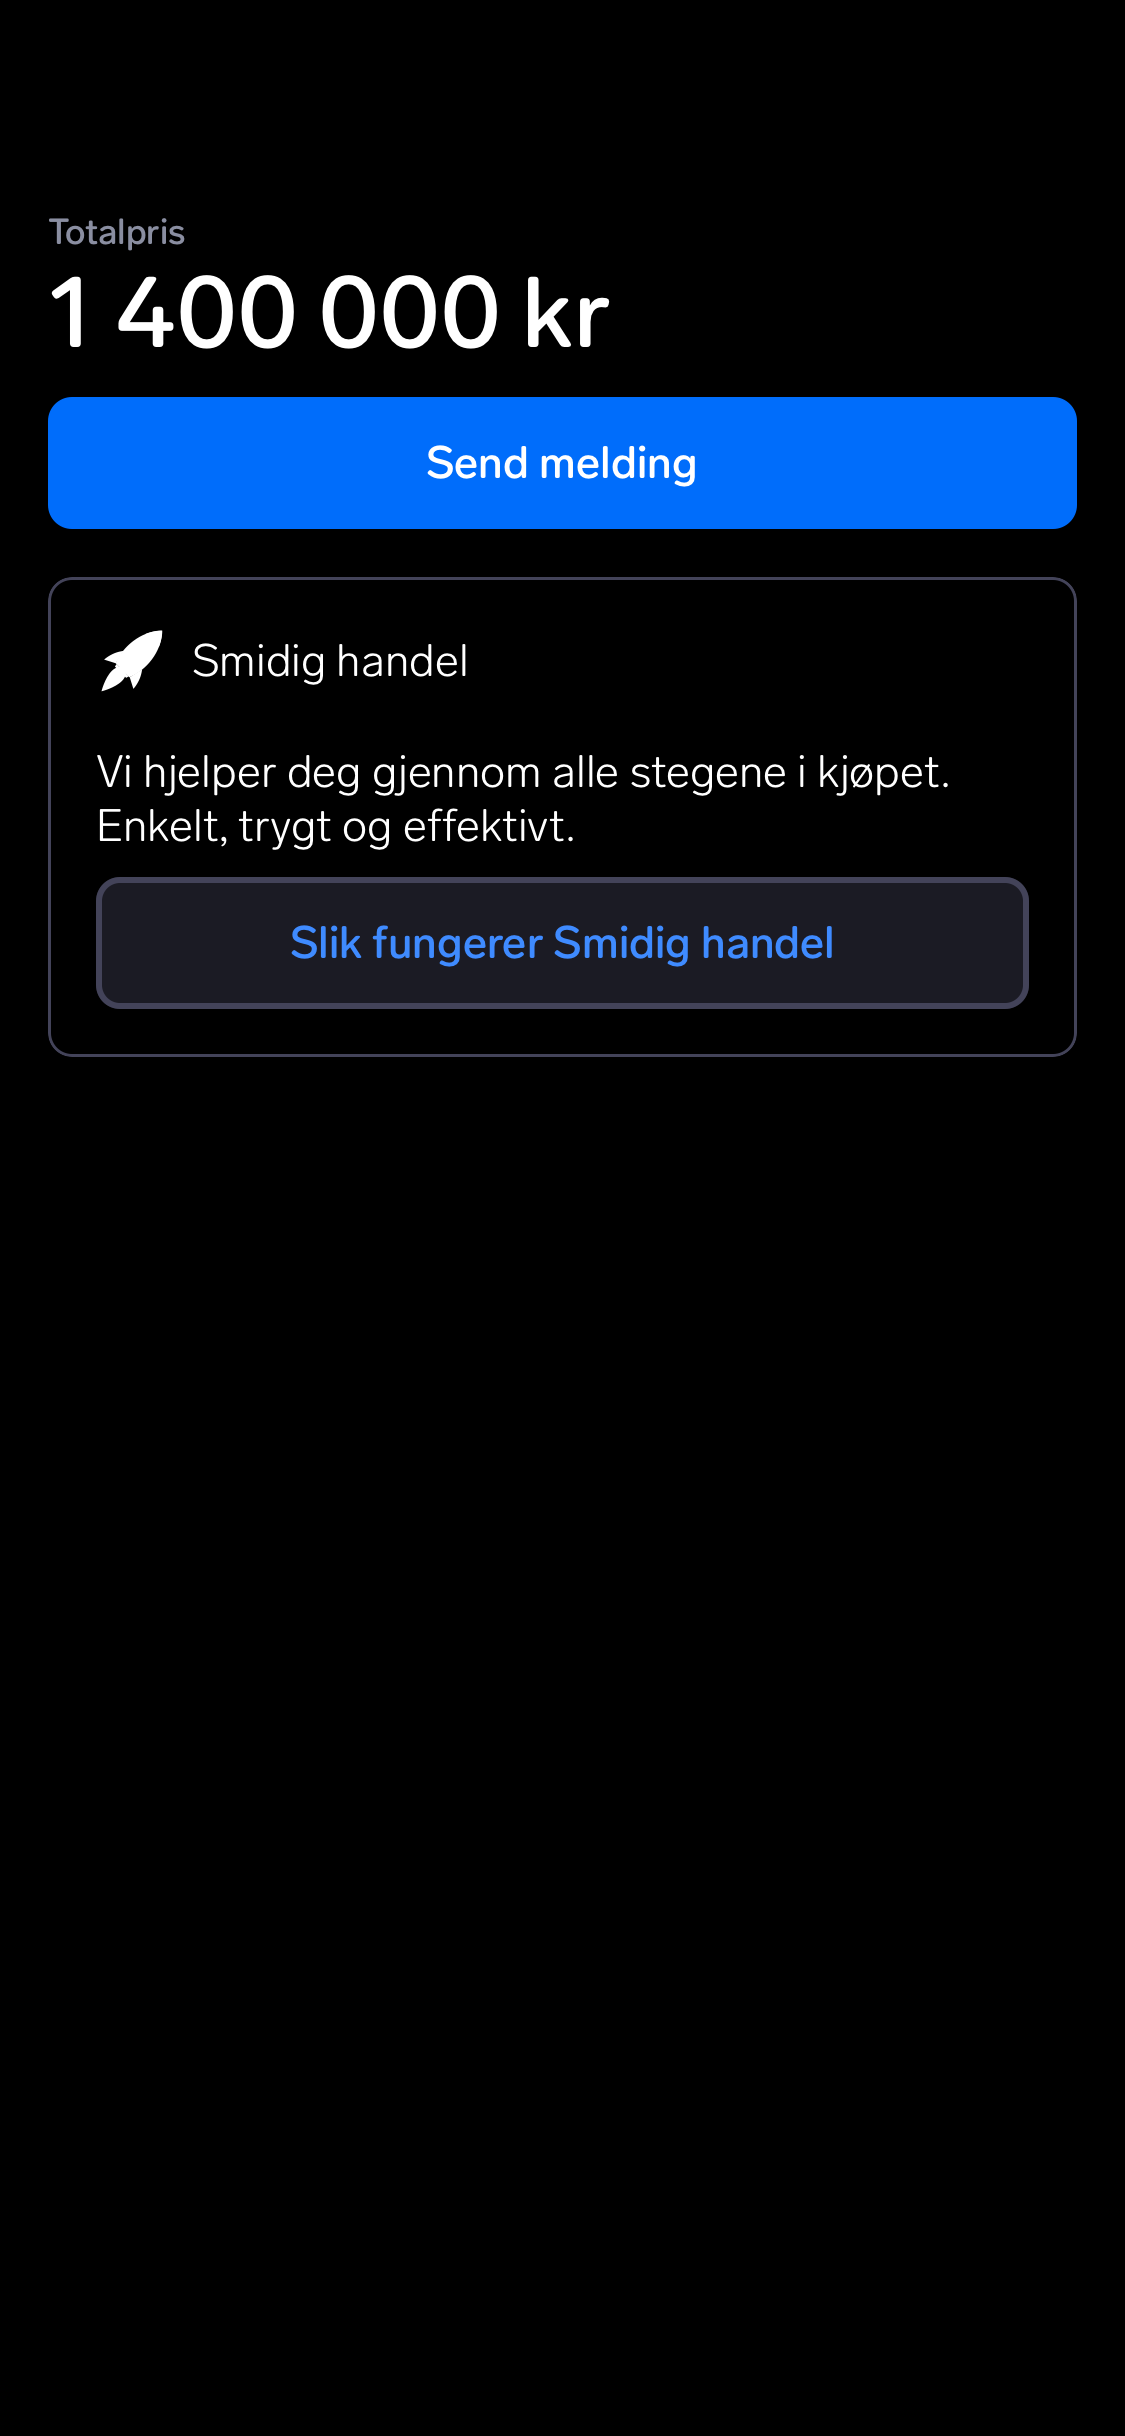 Totalpris
1 400 000 kr
Send melding
Smidig handel
Vi hjelper deg gjennom alle stegene i kjøpet.
Enkelt, trygt og effektivt.
Slik fungerer Smidig handel